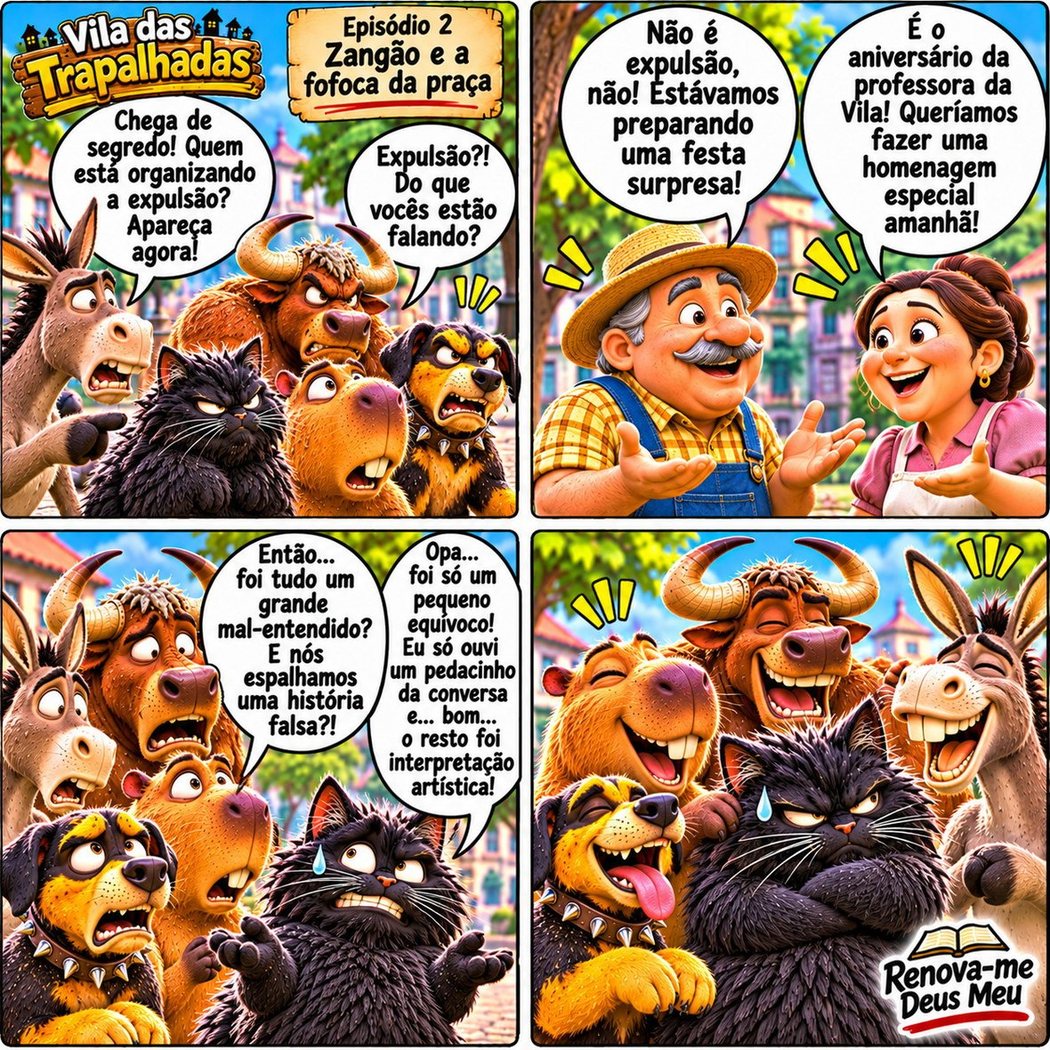 Vila das
Trapalhadas
Episódio 2
Zangão e a
fofoca da praça
Chega de
segredo! Quem
está organizando
a expulsão?
Apareça
agora!
Expulsão?!
Do que
vocês estão
falando?
Não é
expulsão,
não! Estávamos
preparando
uma festa
surpresa!
É o
aniversário da
professora da
Vila! Queríamos
fazer uma
homenagem
especial
amanhã!
Então...
foi tudo um
grande
mal-entendido?
E nós
espalhamos
uma história
falsa?!
Opa...
foi só um
pequeno
equívoco!
Eu só ouvi
um pedacinho
da conversa
e... bom...
o resto foi
interpretação
artística!
Renova-me
Deus Meu